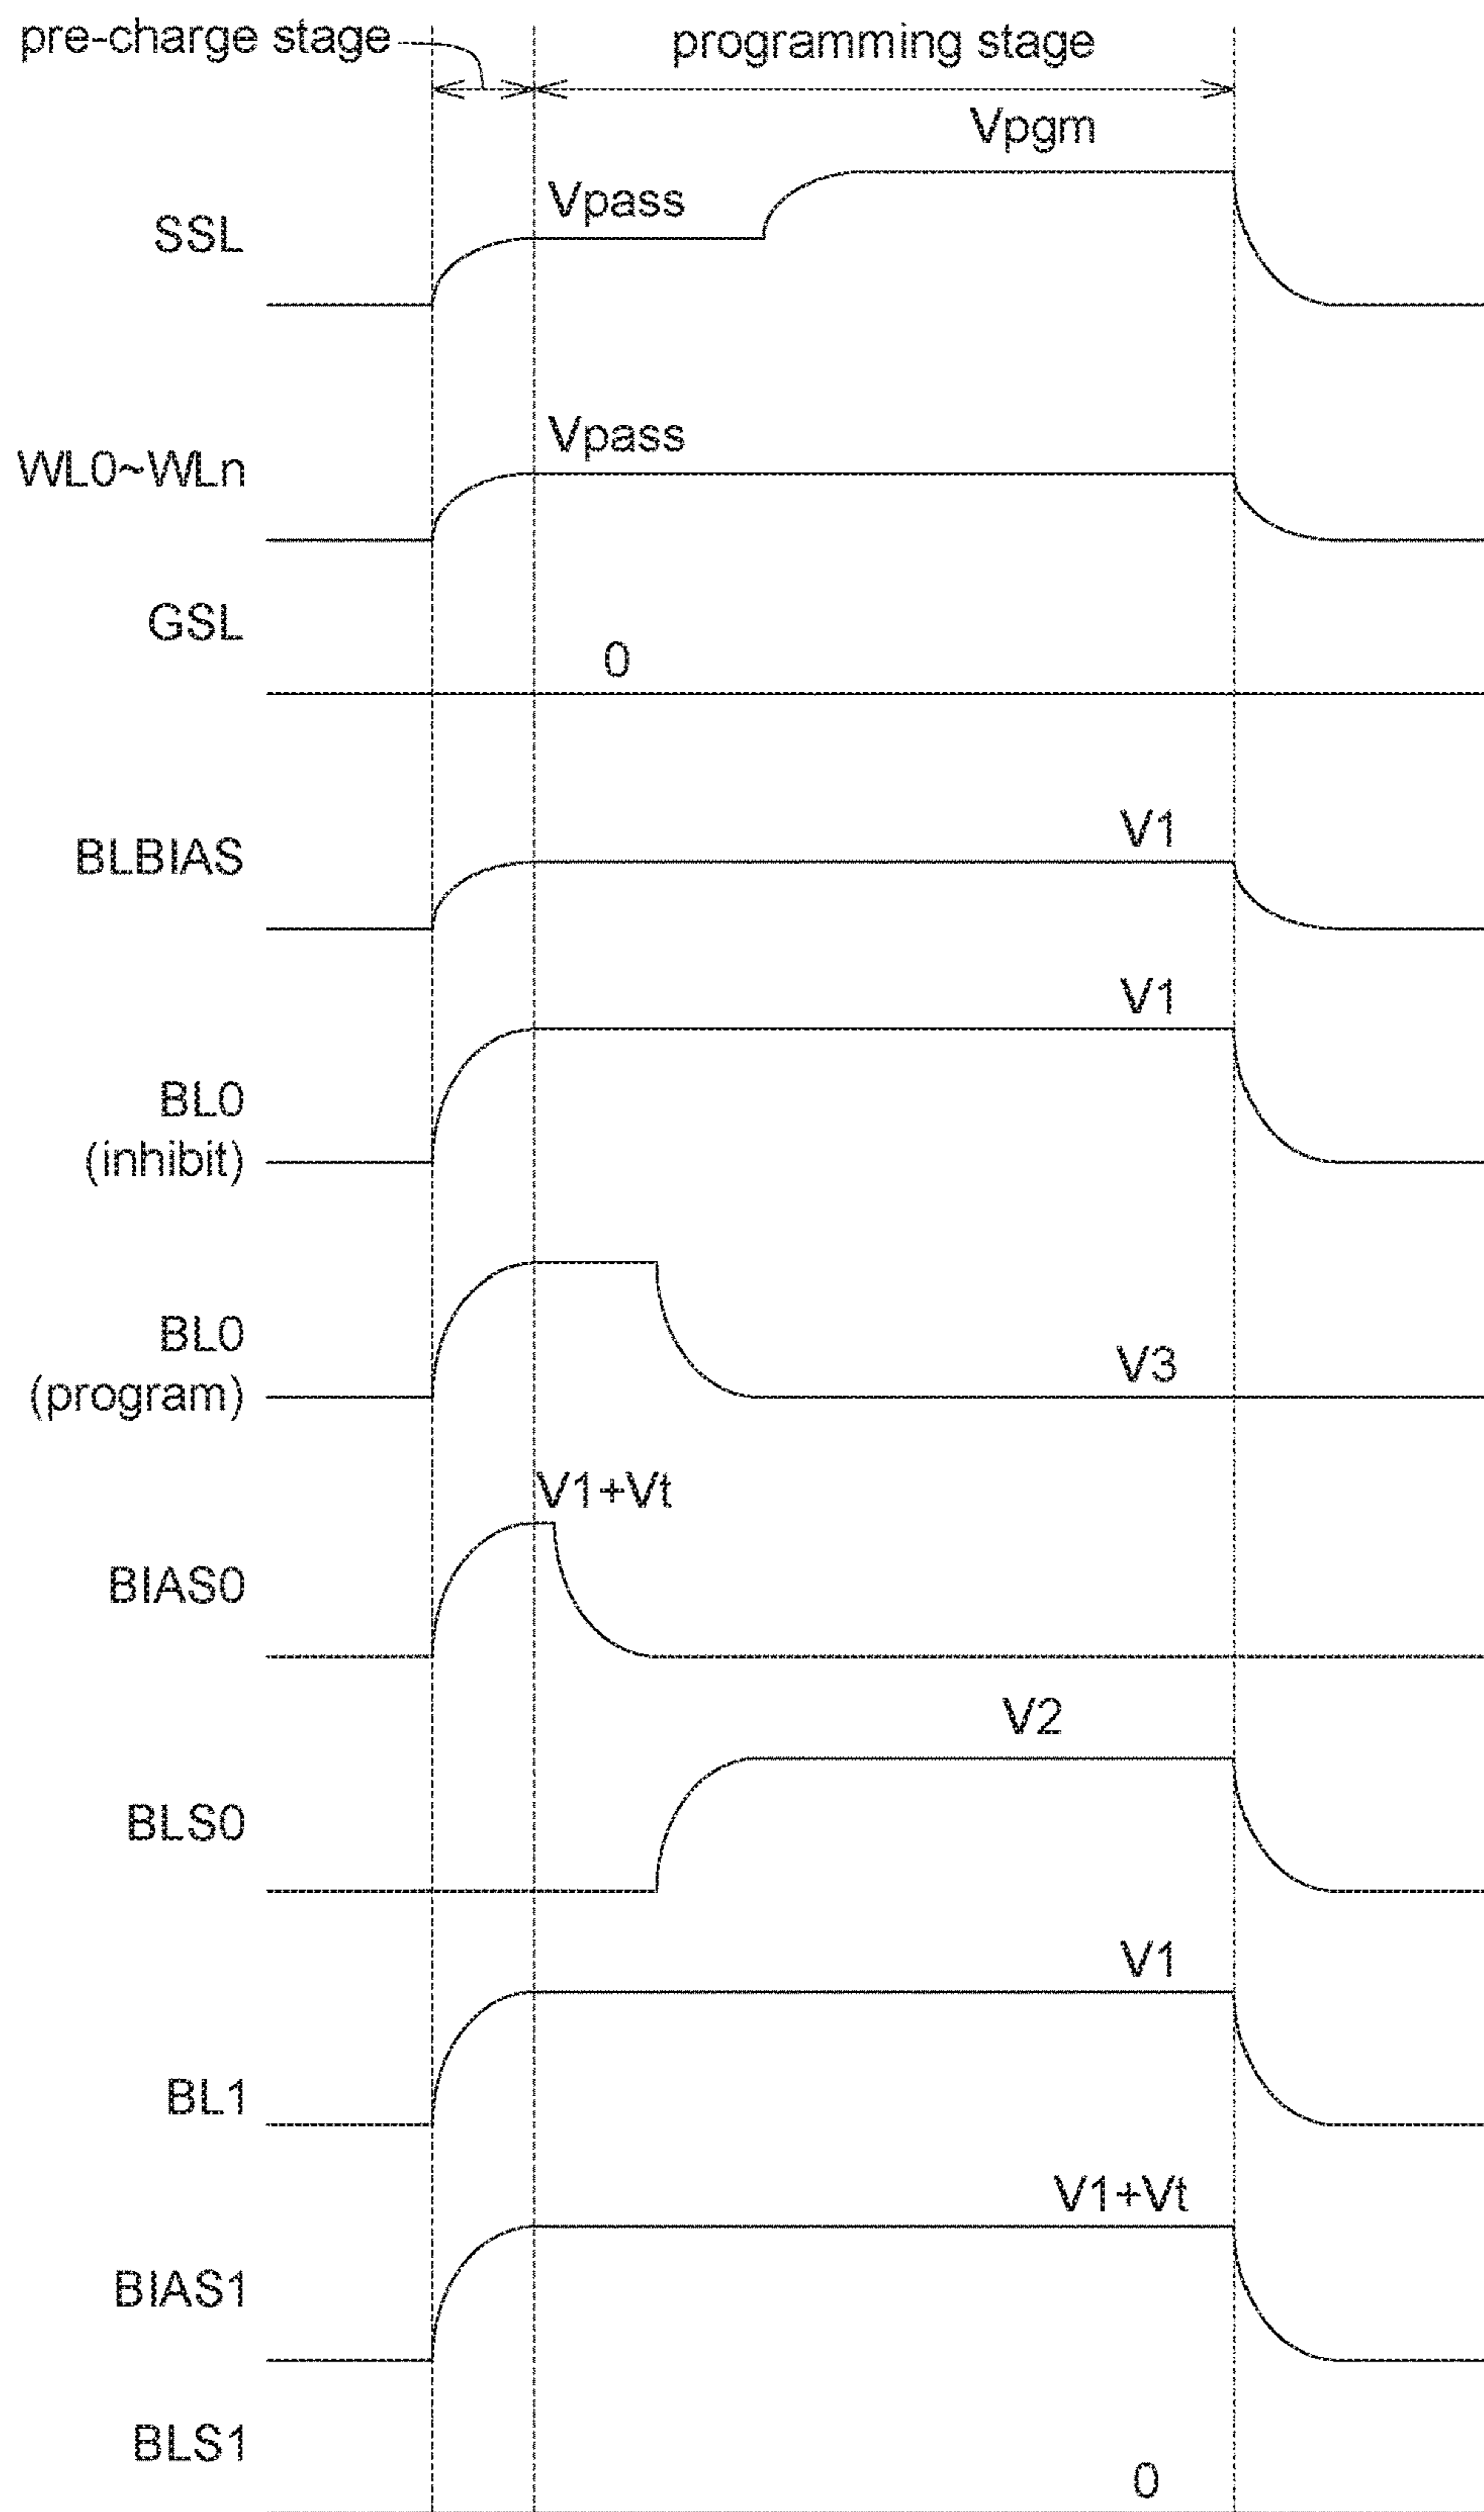 pre-charge stage
programming stage
Vpgm
Vpass
SSL
Vpass
WL0~WLn
GSL
0
V1
BLBIAS
V1
BL0
(inhibit)
BL0
(program)
V3
V1+Vt
BIAS0
V2
BLS0
V1
BL1
V1+Vt
BIAS1
BLS1
0